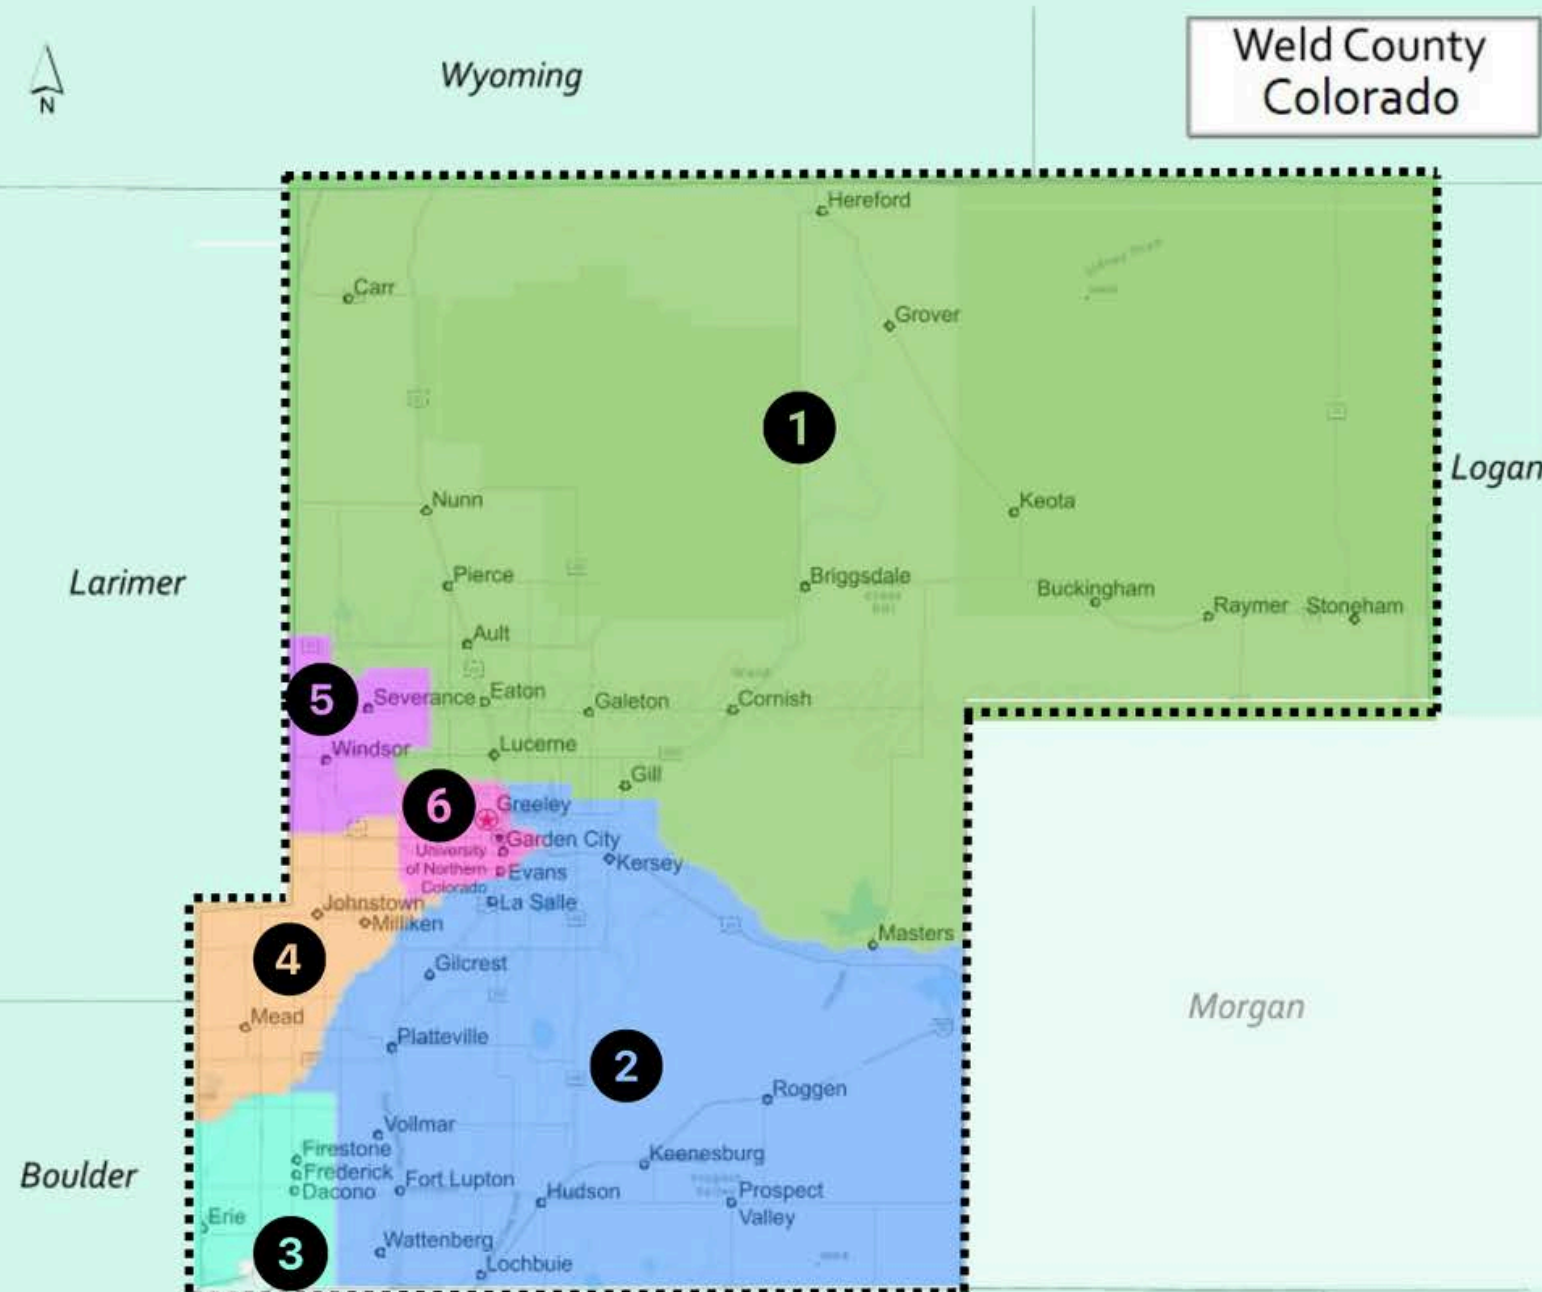 Weld County
Colorado
Wyoming
N
Hereford
Carr
Grover
1
Logan
Nunn
Keota
Larimer
Pierce
Briggsdale
Buckingham
Raymer
Stoneham
Ault
5
Severance
Eaton
Galeton
Cornish
Windsor
Lucerne
Gill
6
Greeley
Garden City
University
of Northern
Colorado
Evans
Kersey
La Salle
Johnstown
Milliken
Masters
4
Gilcrest
Mead
Morgan
Platteville
2
Roggen
Vollmar
Firestone
Frederick
Dacono
Fort Lupton
Keenesburg
Boulder
Hudson
Prospect
Valley
Erie
3
Wattenberg
Lochbuie